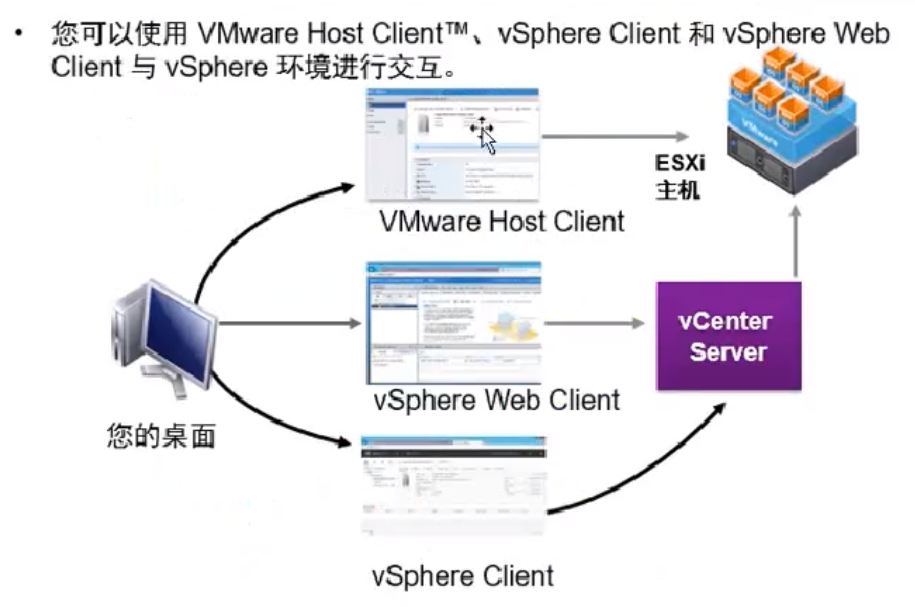 • 您可以使用 VMware Host Client™、vSphere Client 和 vSphere Web
Client 与 vSphere 环境进行交互。
vmware
ESXi
主机
VMware Host Client
vCenter
Server
vSphere Web Client
您的桌面
vSphere Client